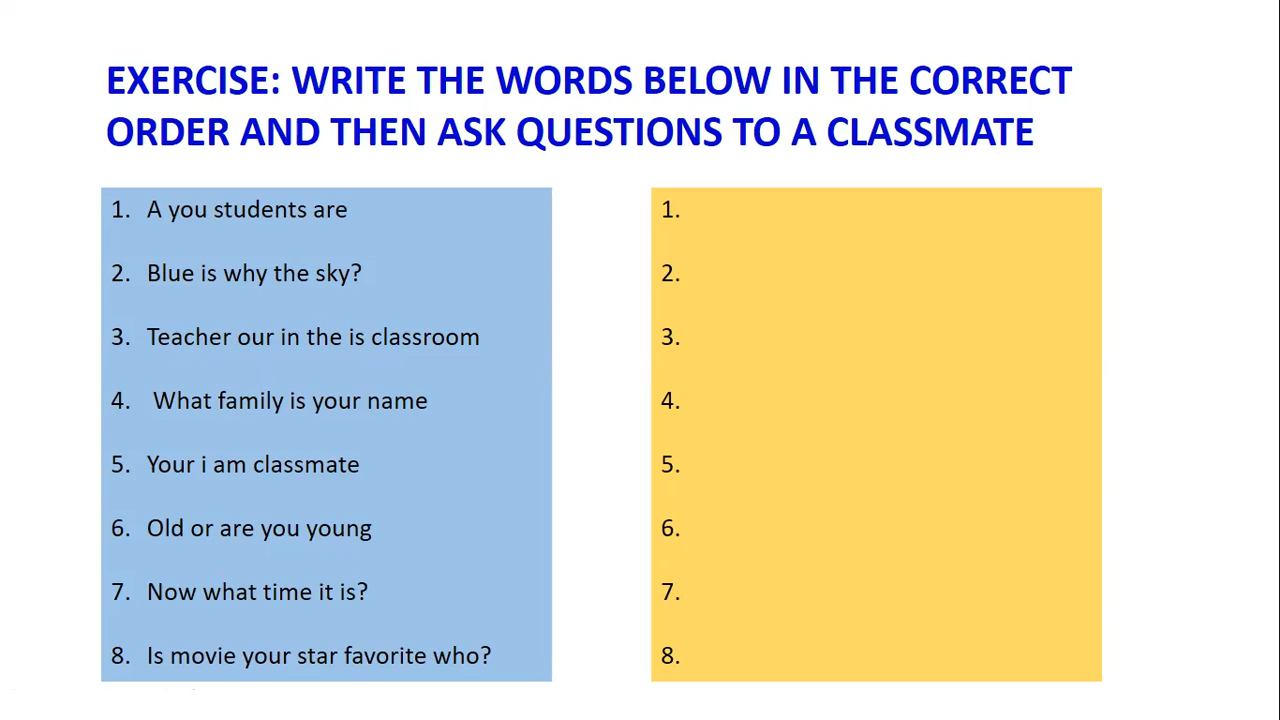 EXERCISE: WRITE THE WORDS BELOW IN THE CORRECT
ORDER AND THEN ASK QUESTIONS TO A CLASSMATE
1. A you students are
2. Blue is why the sky?
3. Teacher our in the is classroom
4. What family is your name
5. Your i am classmate
6. Old or are you young
7. Now what time it is?
8. Is movie your star favorite who?
1.
2.
3.
4.
5.
6.
7.
8.